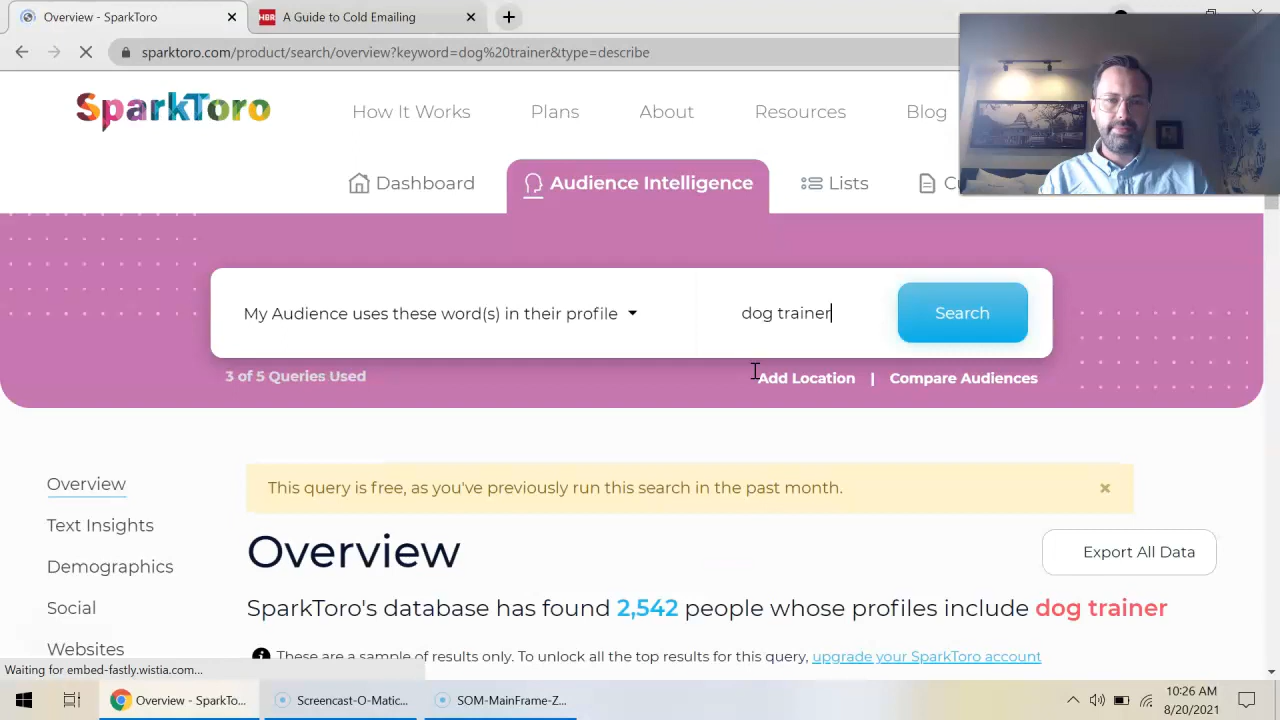 Overview - SparkToro
HBR
A Guide to Cold Emailing
sparktoro.com/product/search/overview?keyword=dog%20trainer&type=describe
SparkToro
How It Works
Plans
About
Resources
Blog
Dashboard
Audience Intelligence
Lists
My Audience uses these word(s) in their profile
dog trainer
Search
3 of 5 Queries Used
Add Location | Compare Audiences
Overview
Text Insights
Demographics
Social
Websites
This query is free, as you've previously run this search in the past month.
Overview
Export All Data
SparkToro's database has found 2,542 people whose profiles include dog trainer
These are a sample of results only. To unlock all the top results for this query, upgrade your SparkToro account
Waiting for embed-fastly.wistia.com...
Overview - SparkTo...
Screencast-O-Matic...
SOM-MainFrame-Z...
10:26 AM
8/20/2021